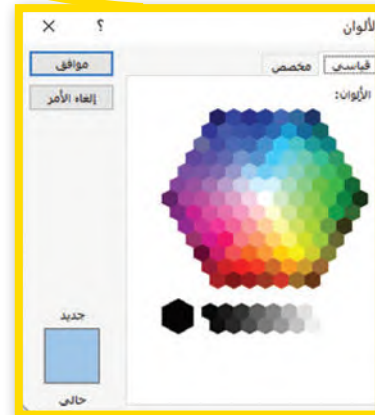 الألوان
؟ ×
قياسي مخصص
الألوان:
موافق
إلغاء الأمر
جديد
حالي